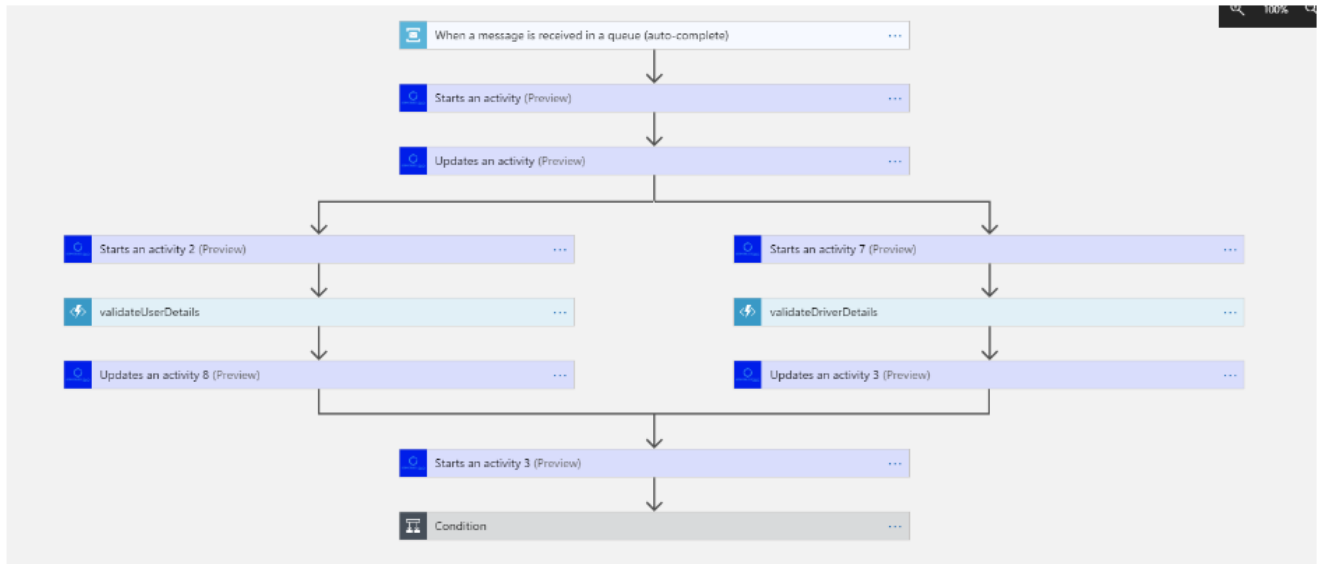 100%
When a message is received in a queue (auto-complete)
Starts an activity (Preview)
Updates an activity (Preview)
Starts an activity 2 (Preview)
Starts an activity 7 (Preview)
validateUserDetails
validateDriverDetails
Updates an activity 8 (Preview)
Updates an activity 3 (Preview)
Starts an activity 3 (Preview)
Condition